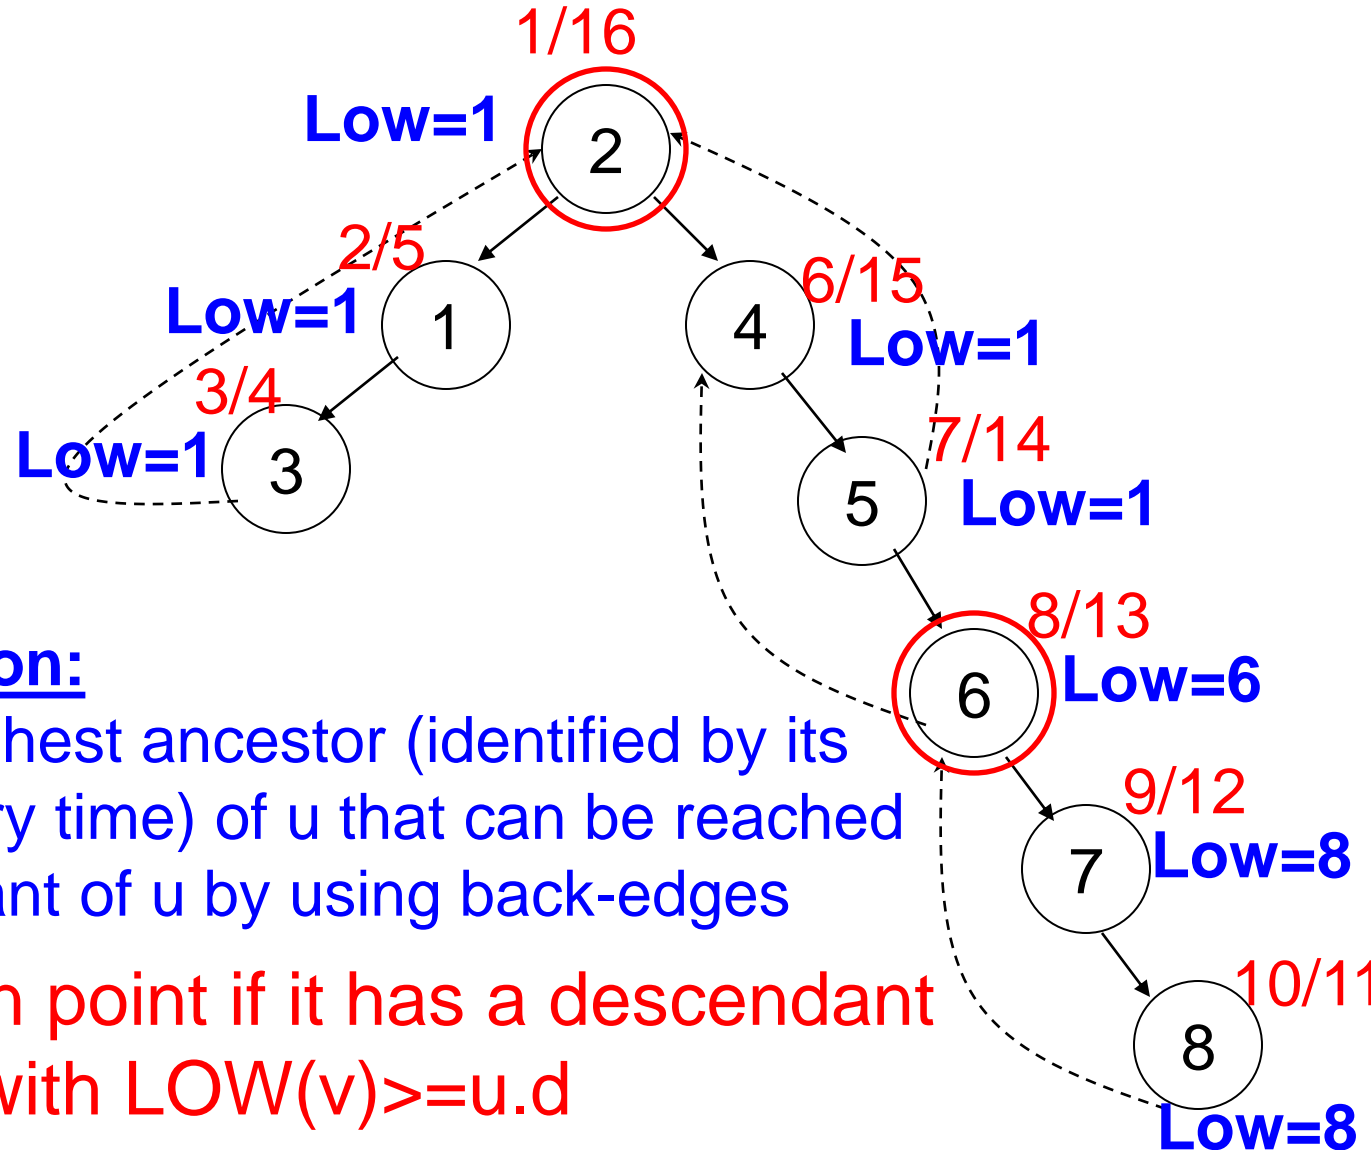 1/16
Low=1
2
2/5
Low=1
1
6/15
4
Low=1
3/4
Low=1
3
7/14
5
Low=1
8/13
6
Low=6
on:
hest ancestor (identified by its
ry time) of u that can be reached
ant of u by using back-edges
9/12
7
Low=8
n point if it has a descendant
with LOW(v)>=u.d
10/11
8
Low=8